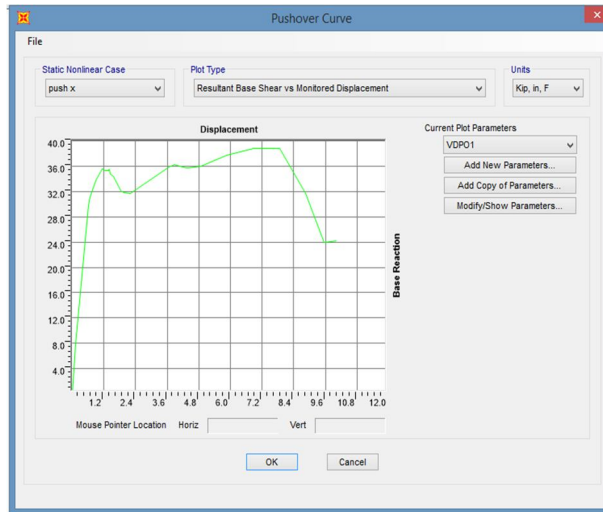 Pushover Curve
File
Static Nonlinear Case
Plot Type
Units
push x
Resultant Base Shear vs Monitored Displacement
Kip, in, F
Displacement
Current Plot Parameters
VDPO1
Add New Parameters...
Add Copy of Parameters...
Modify/Show Parameters...
40.0
36.0
32.0
28.0
24.0
20.0
16.0
12.0
8.0
4.0
Base Reaction
1.2 2.4 3.6 4.8 6.0 7.2 8.4 9.6 10.8 12.0
Mouse Pointer Location Horiz Vert
OK Cancel